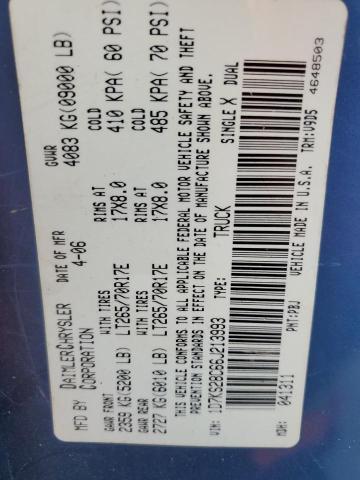 MFD BY DAIMLERCHRYSLER CORPORATION DATE OF MFR 4-06 GVWR 4083 KG(09000 LB)
GAWR FRONT WITH TIRES RIMS AT COLD
2359 KG(5200 LB) LT265/70R17E 17X8.0 410 KPA( 60 PSI)
GAWR REAR WITH TIRES RIMS AT COLD
2727 KG(6010 LB) LT265/70R17E 17X8.0 485 KPA( 70 PSI)
THIS VEHICLE CONFORMS TO ALL APPLICABLE FEDERAL MOTOR VEHICLE SAFETY AND THEFT
PREVENTION STANDARDS IN EFFECT ON THE DATE OF MANUFACTURE SHOWN ABOVE.
VIN: 1D7KS28C66J213993 TYPE: TRUCK SINGLE X DUAL
MDH: 041311 PNT:PBJ VEHICLE MADE IN U.S.A. TRM:V9D5
4648503